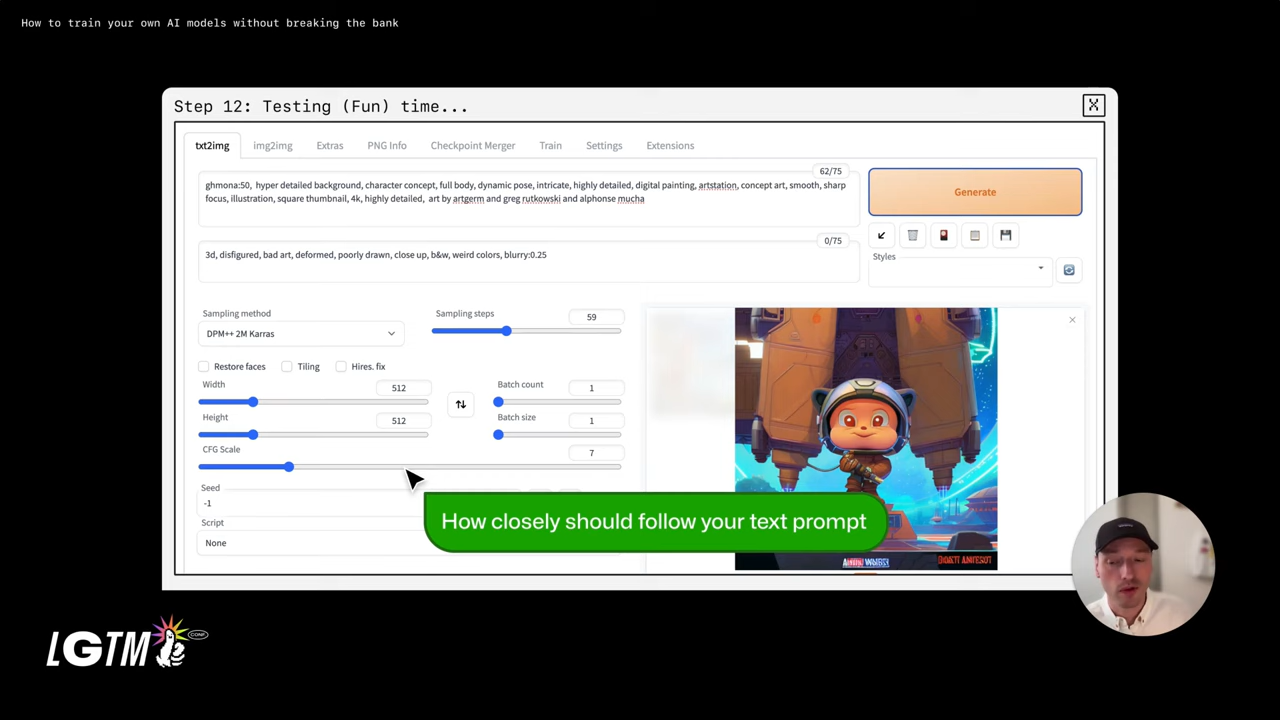 How to train your own AI models without breaking the bank
Step 12: Testing (Fun) time...
X
txt2img
img2img
Extras
PNG Info
Checkpoint Merger
Train
Settings
Extensions
62/75
ghmona:50, hyper detailed background, character concept, full body, dynamic pose, intricate, highly detailed, digital painting, artstation, concept art, smooth, sharp
focus, illustration, square thumbnail, 4k, highly detailed, art by artgerm and greg rutkowski and alphonse mucha
Generate
0/75
3d, disfigured, bad art, deformed, poorly drawn, close up, b&w, weird colors, blurry:0.25
Styles
Sampling method
DPM++ 2M Karras
Sampling steps
59
Restore faces
Tiling
Hires. fix
Width
512
Batch count
1
Height
512
Batch size
1
CFG Scale
7
Seed
-1
Script
None
How closely should follow your text prompt
LGTM
CONF